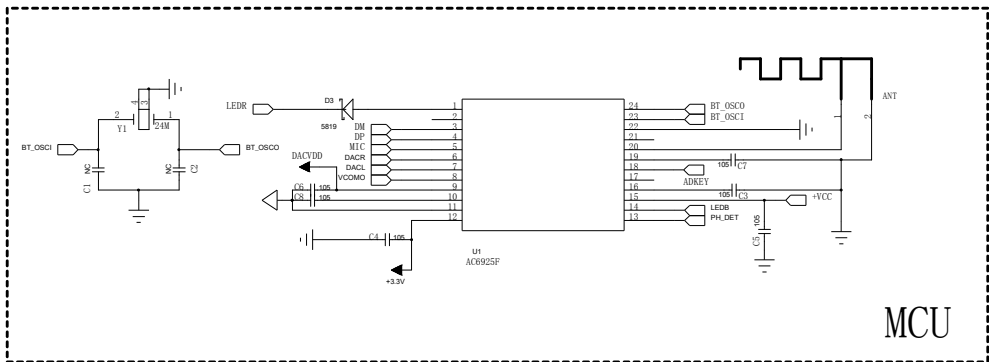 LEDR
D3
5819
1
2
3
4
5
6
7
8
9
10
11
12
24
23
22
21
20
19
18
17
16
15
14
13
DM
DP
MIC
DACR
DACL
VCOMO
DACVDD
C6
105
C8
105
C4
105
+3.3V
U1
AC6925F
BT_OSCO
BT_OSCI
105
C7
ADKEY
105
C3
+VCC
LEDB
PH_DET
105
C5
ANT
1
2
4
3
2
1
Y1
24M
BT_OSCI
BT_OSCO
NC
C1
NC
C2
MCU